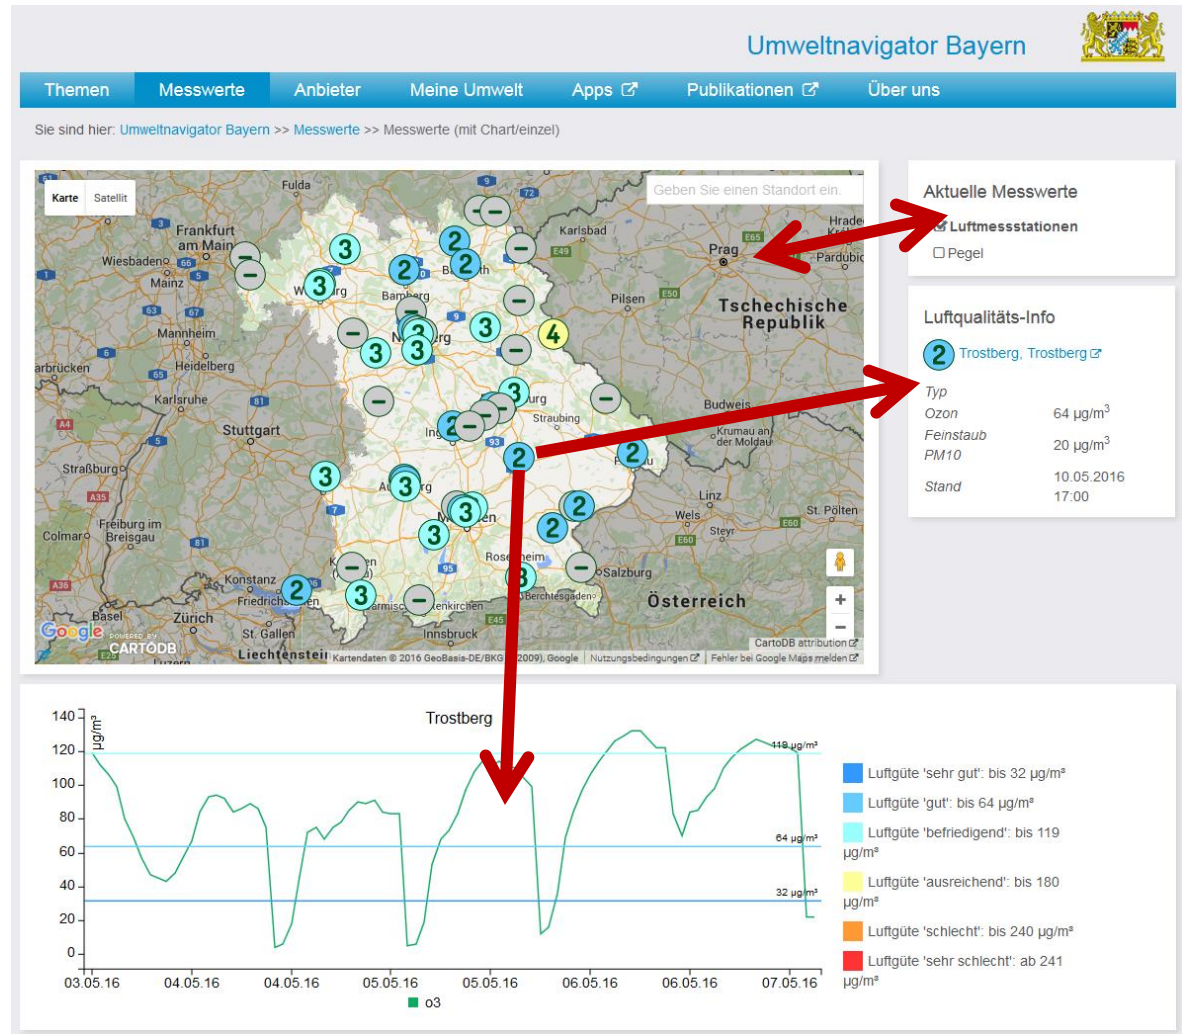 Umweltnavigator Bayern
Themen Messwerte Anbieter Meine Umwelt Apps Publikationen Über uns
Sie sind hier: Umweltnavigator Bayern >> Messwerte >> Messwerte (mit Chart/einzel)
Karte Satellit
Geben Sie einen Standort ein.
Fulda
Frankfurt
am Main
Wiesbaden
Mainz
Karlsbad
Prag
Pardubic
Bamberg
Pilsen
Tschechische
Republik
Mannheim
Heidelberg
arbrücken
Karlsruhe
Stuttgart
Straubing
Budweis
Krumau an
der Moldau
Straßburg
Linz
Wels
St. Pölten
Steyr
Freiburg im
Breisgau
Colmar
Rosenheim
Salzburg
Konstanz
Berchtesgaden
Österreich
Basel
Zürich
St. Gallen
Innsbruck
Liechtenstein
Luzern
Google
POWERED BY
CARTODB
CartoDB attribution
Kartendaten © 2016 GeoBasis-DE/BKG (2009), Google Nutzungsbedingungen Fehler bei Google Maps melden
Aktuelle Messwerte
Luftmessstationen
Pegel
Luftqualitäts-Info
2 Trostberg, Trostberg
Typ
Ozon 64 µg/m³
Feinstaub
PM10 20 µg/m³
Stand 10.05.2016
17:00
Trostberg
µg/m³
140
120
100
80
60
40
20
0
119 µg/m³
64 µg/m³
32 µg/m³
03.05.16 04.05.16 04.05.16 05.05.16 05.05.16 06.05.16 06.05.16 07.05.16
o3
Luftgüte 'sehr gut': bis 32 µg/m³
Luftgüte 'gut': bis 64 µg/m³
Luftgüte 'befriedigend': bis 119
µg/m³
Luftgüte 'ausreichend': bis 180
µg/m³
Luftgüte 'schlecht': bis 240 µg/m³
Luftgüte 'sehr schlecht': ab 241
µg/m³